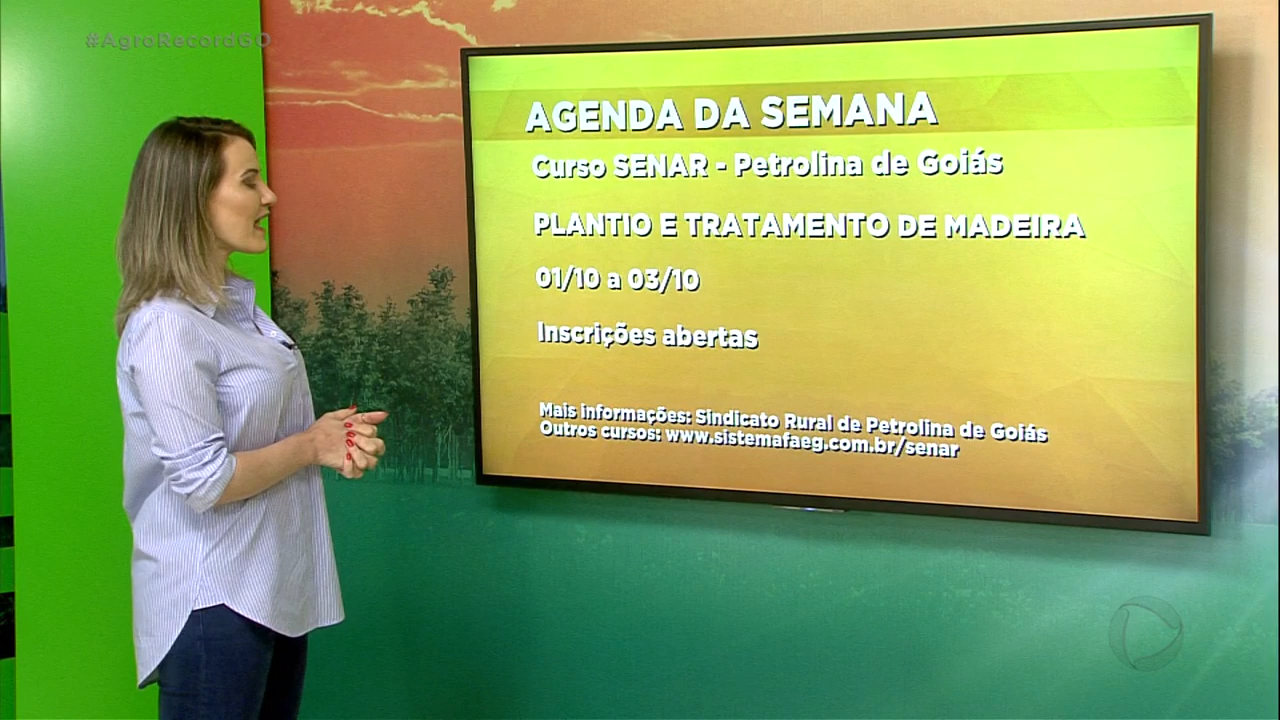 #AgroRecordGO
AGENDA DA SEMANA
Curso SENAR - Petrolina de Goiás
PLANTIO E TRATAMENTO DE MADEIRA
01/10 a 03/10
Inscrições abertas
Mais informações: Sindicato Rural de Petrolina de Goiás
Outros cursos: www.sistemafaeg.com.br/senar